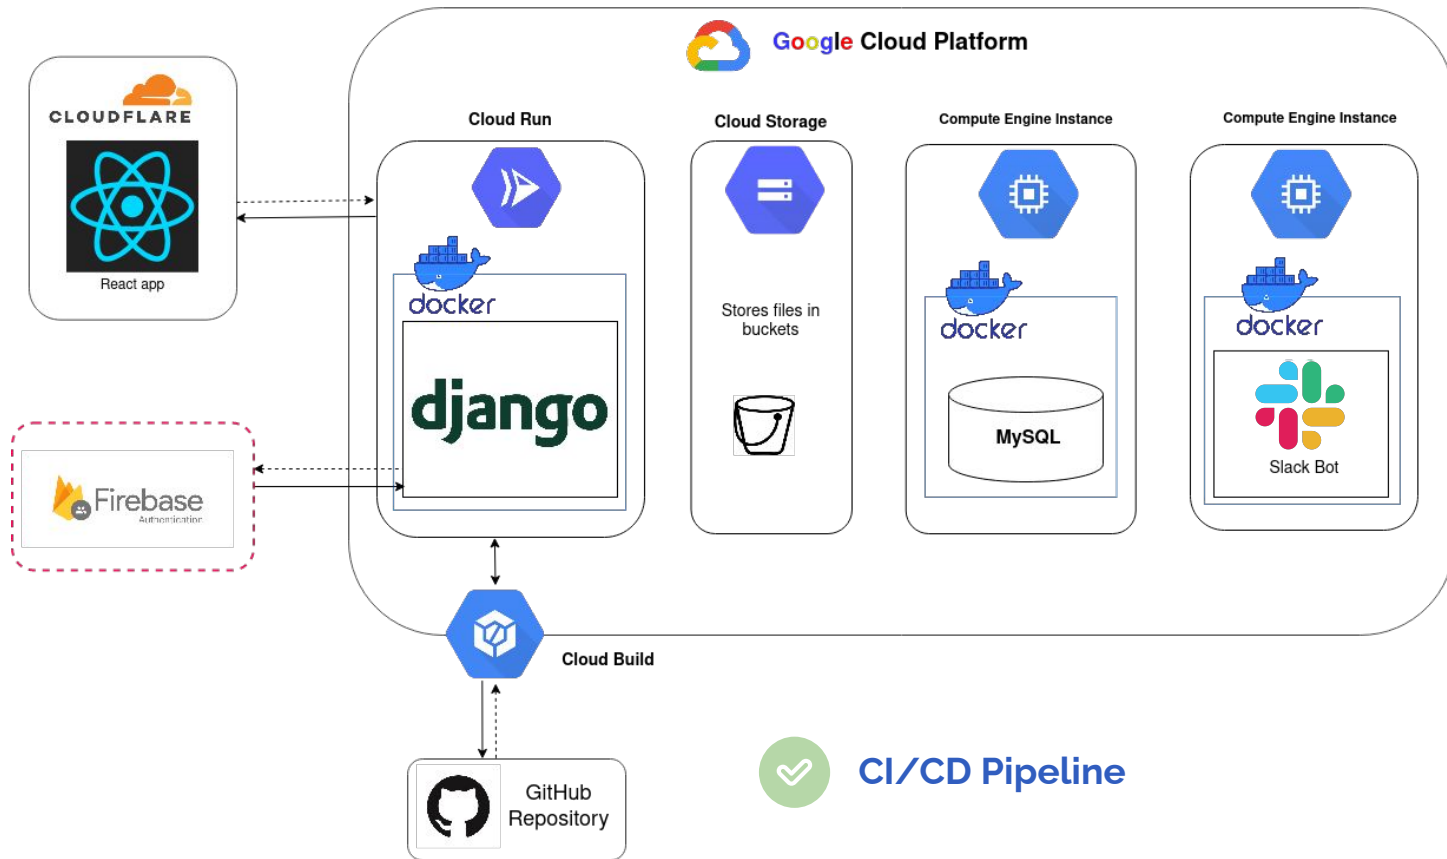 Google Cloud Platform
CLOUDFLARE
React app
Cloud Run
docker
django
Cloud Storage
Stores files in
buckets
Compute Engine Instance
docker
MySQL
Compute Engine Instance
docker
Slack Bot
Firebase
Authentication
Cloud Build
GitHub
Repository
CI/CD Pipeline